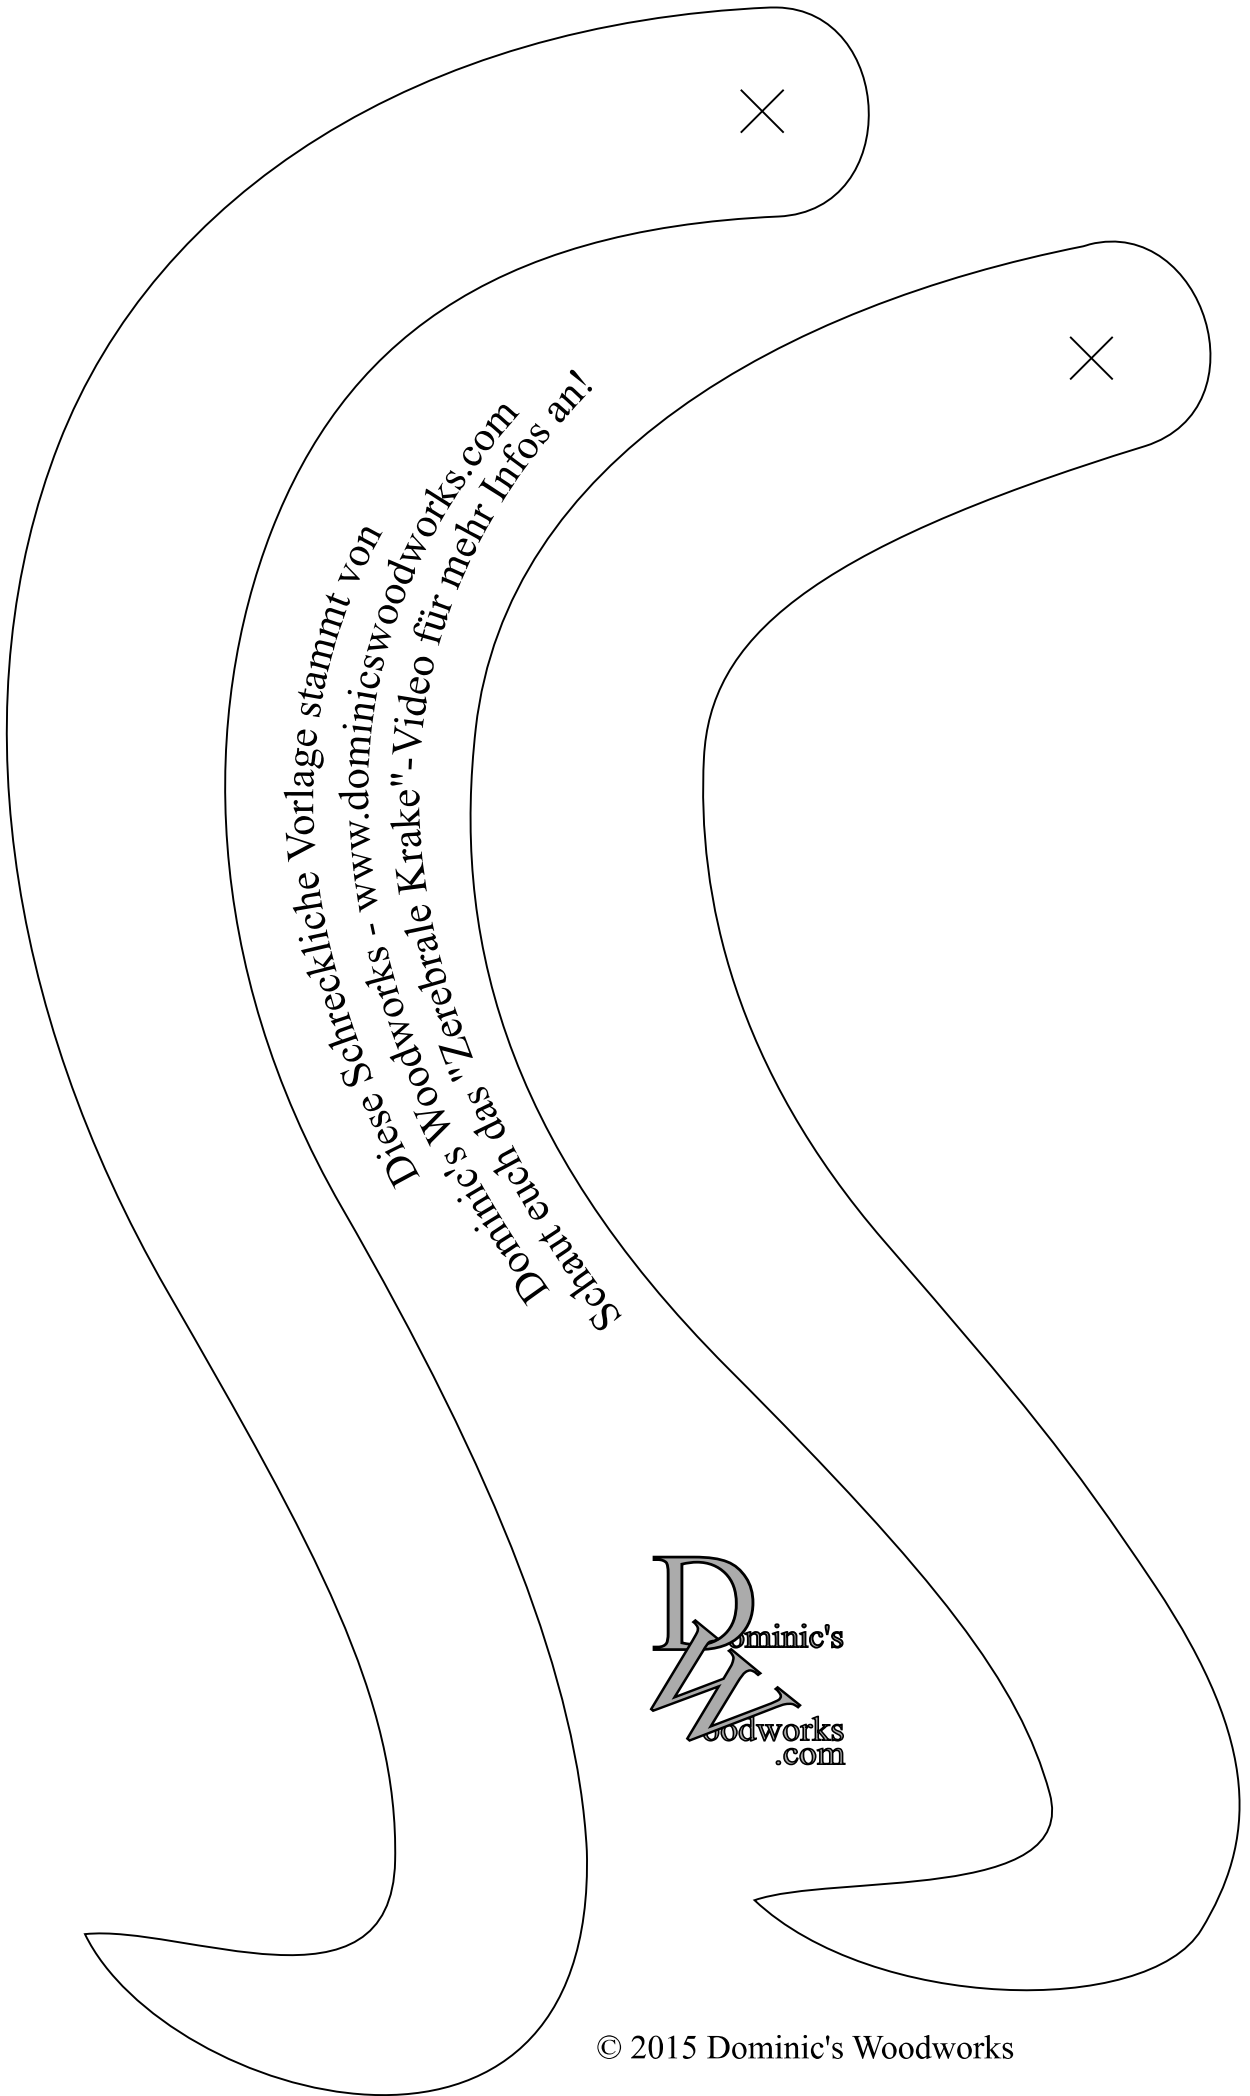 Diese Schreckliche Vorlage stammt von
Dominic's Woodworks - www.dominicswoodworks.com
Schaut euch das "Zerebrale Krake"-Video für mehr Infos an!
Dominic's
Woodworks
.com
© 2015 Dominic's Woodworks